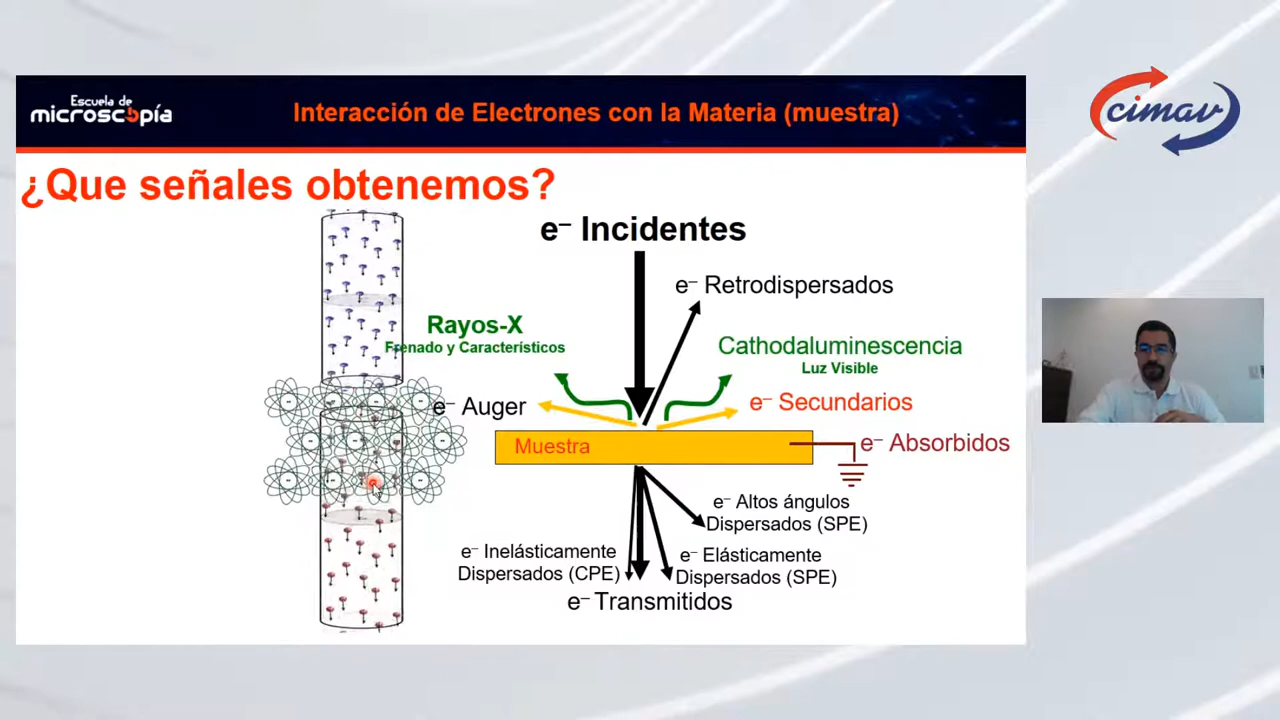 Escuela de
microscopía
Interacción de Electrones con la Materia (muestra)
cimav
¿Que señales obtenemos?
e– Incidentes
e– Retrodispersados
Rayos-X
Frenado y Característicos
Cathodaluminescencia
Luz Visible
e– Auger
e– Secundarios
Muestra
e– Absorbidos
e– Altos ángulos
Dispersados (SPE)
e– Inelásticamente
Dispersados (CPE)
e– Elásticamente
Dispersados (SPE)
e– Transmitidos